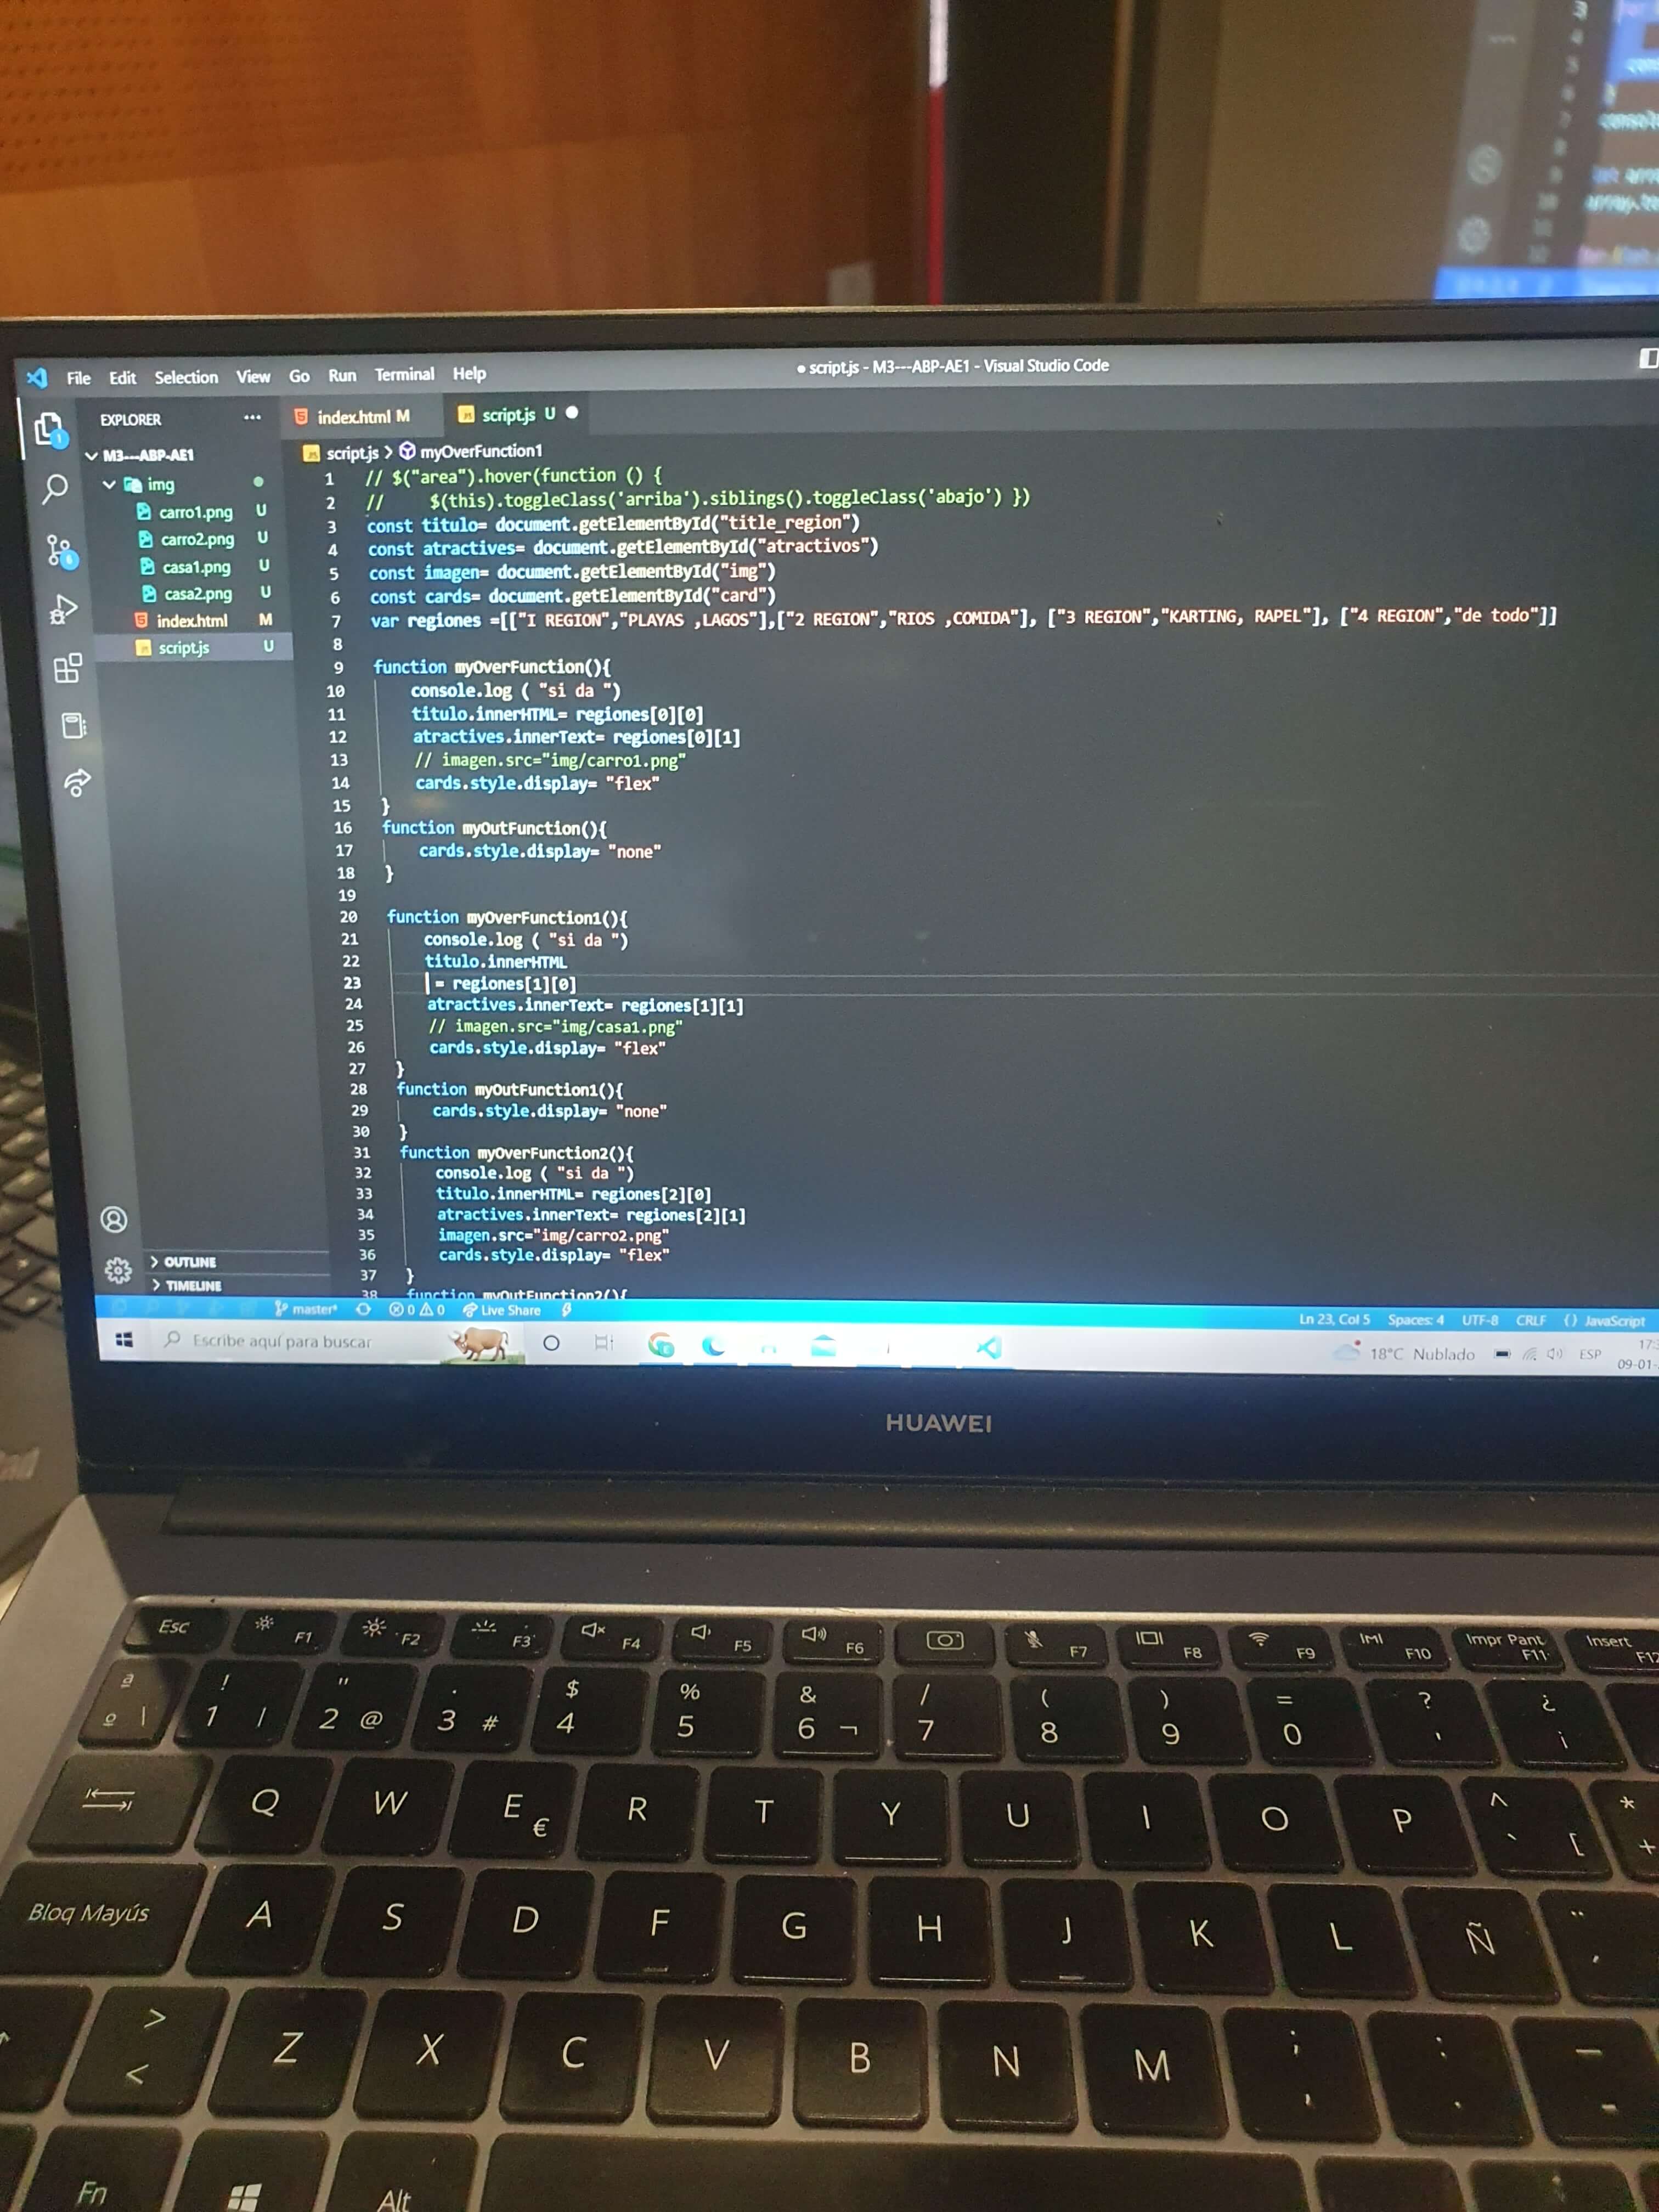 File Edit Selection View Go Run Terminal Help
● script.js - M3---ABP-AE1 - Visual Studio Code
EXPLORER ···
index.html M
script.js U ●
M3---ABP-AE1
script.js > myOverFunction1
img
carro1.png U
carro2.png U
casa1.png U
casa2.png U
index.html M
script.js U
1 // $("area").hover(function () {
2 //     $(this).toggleClass('arriba').siblings().toggleClass('abajo') })
3 const titulo= document.getElementById("title_region")
4 const atractives= document.getElementById("atractivos")
5 const imagen= document.getElementById("img")
6 const cards= document.getElementById("card")
7 var regiones =[["I REGION","PLAYAS ,LAGOS"],["2 REGION","RIOS ,COMIDA"], ["3 REGION","KARTING, RAPEL"], ["4 REGION","de todo"]]
8
9 function myOverFunction(){
10 console.log ( "si da ")
11 titulo.innerHTML= regiones[0][0]
12 atractives.innerText= regiones[0][1]
13 // imagen.src="img/carro1.png"
14 cards.style.display= "flex"
15 }
16 function myOutFunction(){
17 cards.style.display= "none"
18 }
19
20 function myOverFunction1(){
21 console.log ( "si da ")
22 titulo.innerHTML
23 = regiones[1][0]
24 atractives.innerText= regiones[1][1]
25 // imagen.src="img/casa1.png"
26 cards.style.display= "flex"
27 }
28 function myOutFunction1(){
29 cards.style.display= "none"
30 }
31 function myOverFunction2(){
32 console.log ( "si da ")
33 titulo.innerHTML= regiones[2][0]
34 atractives.innerText= regiones[2][1]
35 imagen.src="img/carro2.png"
36 cards.style.display= "flex"
37 }
38 function myOutFunction2(){
OUTLINE
TIMELINE
master* 0 0 Live Share
Ln 23, Col 5 Spaces: 4 UTF-8 CRLF {} JavaScript
Escribe aquí para buscar
18°C Nublado ESP
09-01-
HUAWEI
Esc F1 F2 F3 F4 F5 F6 F7 F8 F9 F10 Impr Pant F11 Insert F12
ª º \ ! 1 | " 2 @ · 3 # $ 4 % 5 & 6 ¬ / 7 ( 8 ) 9 = 0 ? ' ¿ ¡
Q W E € R T Y U I O P ^ ` [ * +
Bloq Mayús A S D F G H J K L Ñ
> < Z X C V B N M ; , : . _ -
Fn Alt